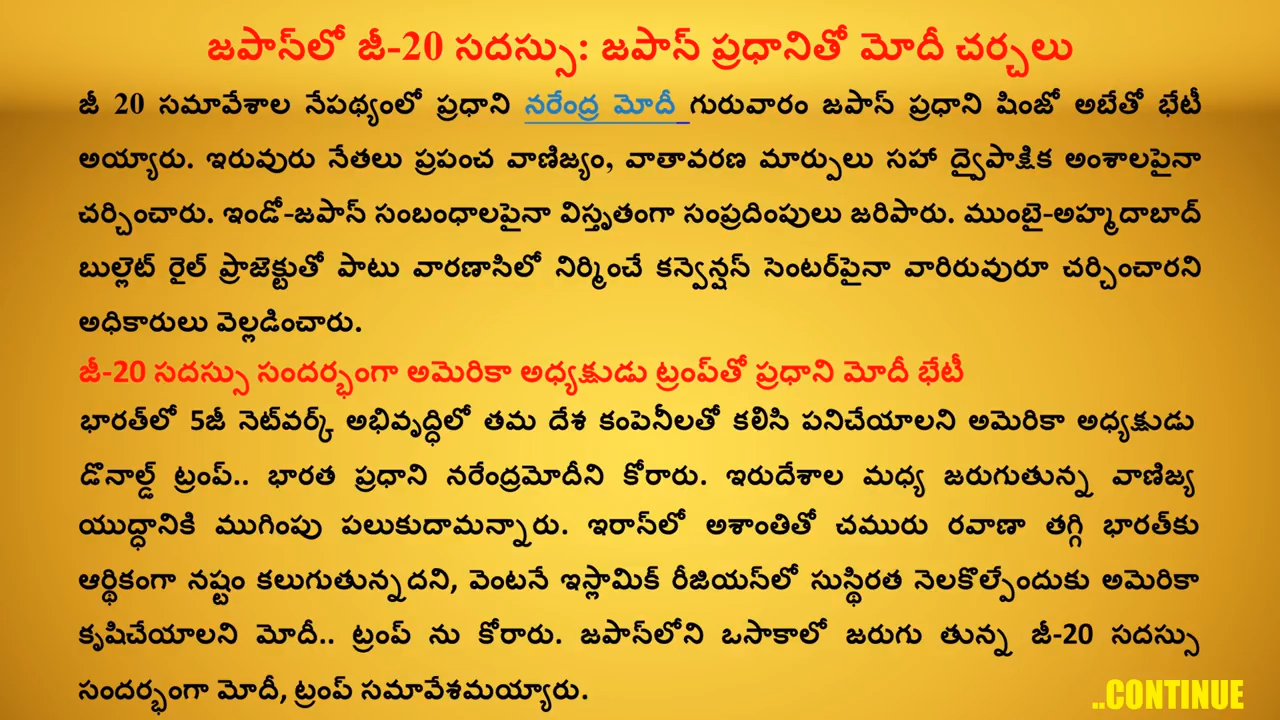 జపాన్‌లో జీ-20 సదస్సు: జపాన్ ప్రధానితో మోదీ చర్చలు
జీ 20 సమావేశాల నేపథ్యంలో ప్రధాని నరేంద్ర మోదీ గురువారం జపాన్ ప్రధాని షింజో అబేతో భేటీ
అయ్యారు. ఇరువురు నేతలు ప్రపంచ వాణిజ్యం, వాతావరణ మార్పులు సహా ద్వైపాక్షిక అంశాలపైనా
చర్చించారు. ఇండో-జపాన్ సంబంధాలపైనా విస్తృతంగా సంప్రదింపులు జరిపారు. ముంబై-అహ్మదాబాద్
బుల్లెట్ రైల్ ప్రాజెక్టుతో పాటు వారణాసిలో నిర్మించే కన్వెన్షన్ సెంటర్‌పైనా వారిరువురూ చర్చించారని
అధికారులు వెల్లడించారు.
జీ-20 సదస్సు సందర్భంగా అమెరికా అధ్యక్షుడు ట్రంప్‌తో ప్రధాని మోదీ భేటీ
భారత్‌లో 5జీ నెట్‌వర్క్ అభివృద్ధిలో తమ దేశ కంపెనీలతో కలిసి పనిచేయాలని అమెరికా అధ్యక్షుడు
డొనాల్డ్ ట్రంప్.. భారత ప్రధాని నరేంద్రమోదీని కోరారు. ఇరుదేశాల మధ్య జరుగుతున్న వాణిజ్య
యుద్ధానికి ముగింపు పలుకుదామన్నారు. ఇరాన్‌లో అశాంతితో చమురు రవాణా తగ్గి భారత్‌కు
ఆర్థికంగా నష్టం కలుగుతున్నదని, వెంటనే ఇస్లామిక్ రీజియన్‌లో సుస్థిరత నెలకొల్పేందుకు అమెరికా
కృషిచేయాలని మోదీ.. ట్రంప్ ను కోరారు. జపాన్‌లోని ఒసాకాలో జరుగు తున్న జీ-20 సదస్సు
సందర్భంగా మోదీ, ట్రంప్ సమావేశమయ్యారు.
..CONTINUE